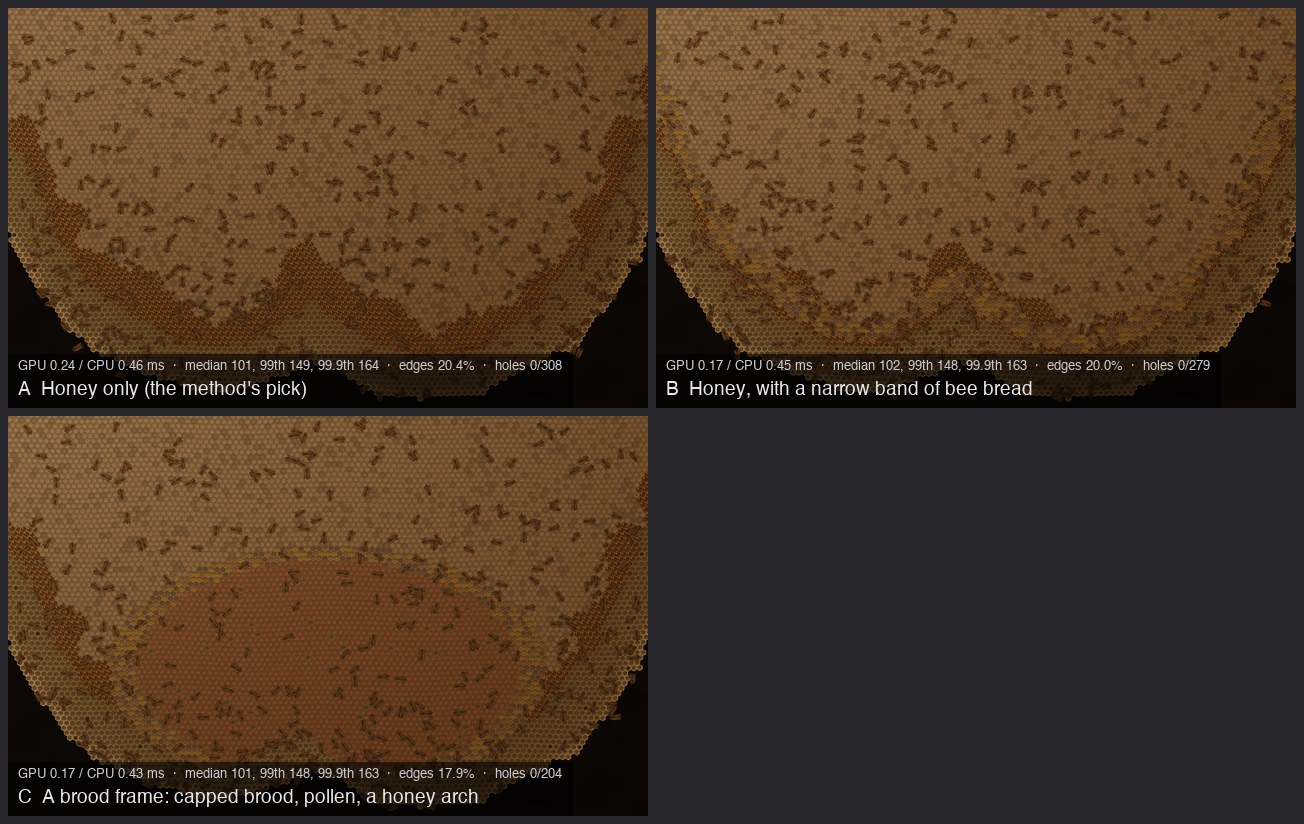 GPU 0.24 / CPU 0.46 ms · median 101, 99th 149, 99.9th 164 · edges 20.4% · holes 0/308
A Honey only (the method's pick)
GPU 0.17 / CPU 0.45 ms · median 102, 99th 148, 99.9th 163 · edges 20.0% · holes 0/279
B Honey, with a narrow band of bee bread
GPU 0.17 / CPU 0.43 ms · median 101, 99th 148, 99.9th 163 · edges 17.9% · holes 0/204
C A brood frame: capped brood, pollen, a honey arch